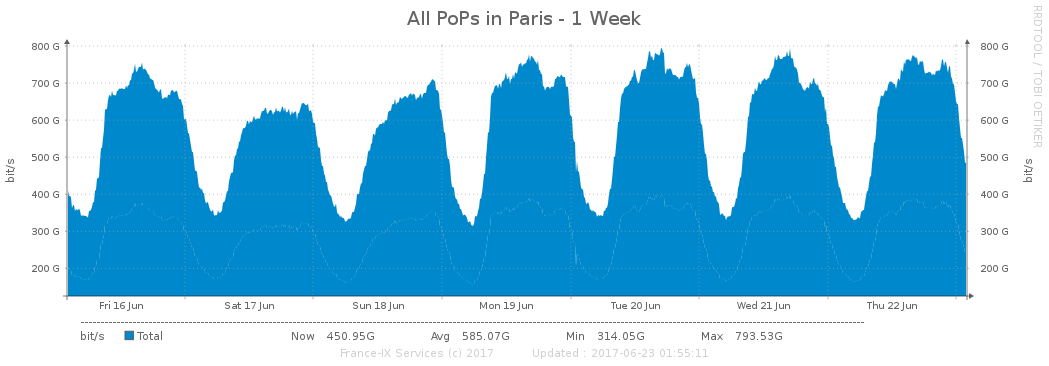 All PoPs in Paris - 1 Week
RRDTOOL / TOBI OETIKER
bit/s
bit/s
800 G 800 G
700 G 700 G
600 G 600 G
500 G 500 G
400 G 400 G
300 G 300 G
200 G 200 G
Fri 16 Jun Sat 17 Jun Sun 18 Jun Mon 19 Jun Tue 20 Jun Wed 21 Jun Thu 22 Jun
bit/s Total Now 450.95G Avg 585.07G Min 314.05G Max 793.53G
France-IX Services (c) 2017 Updated : 2017-06-23 01:55:11